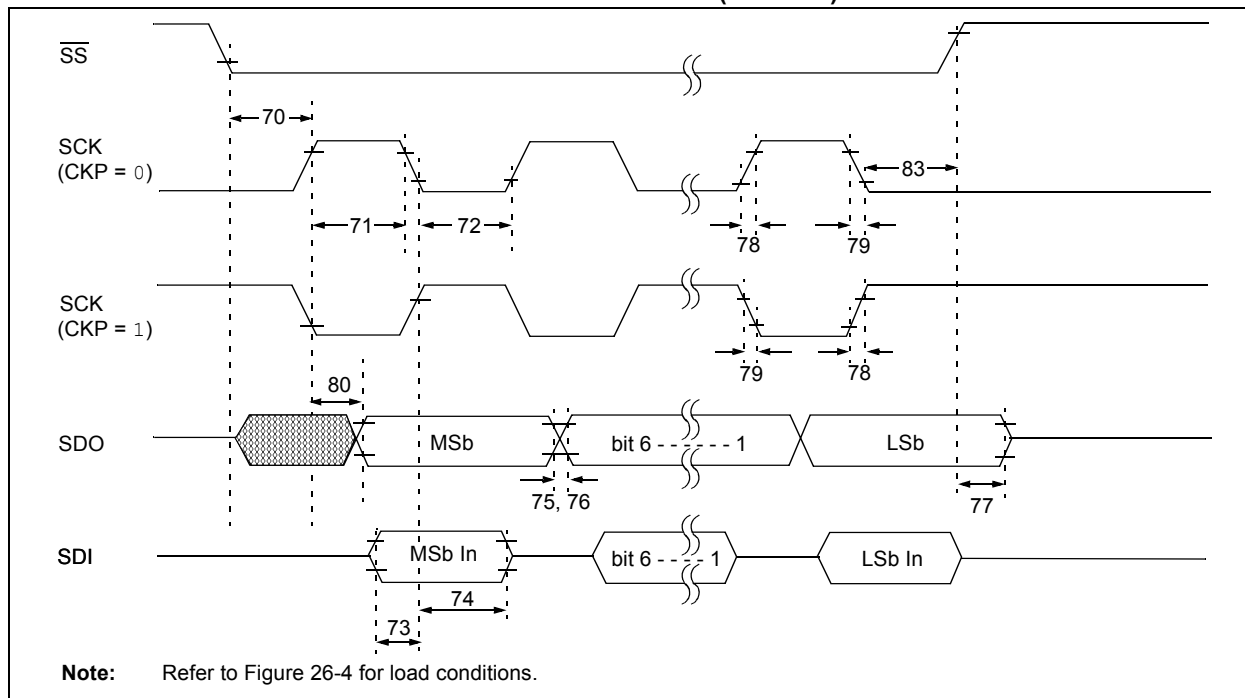 SS
70
SCK
(CKP = 0)
83
71
72
78
79
SCK
(CKP = 1)
79
78
80
SDO
MSb
bit 6 - - - - - - 1
LSb
75, 76
77
SDI
MSb In
bit 6 - - - - 1
LSb In
74
73
Note: Refer to Figure 26-4 for load conditions.